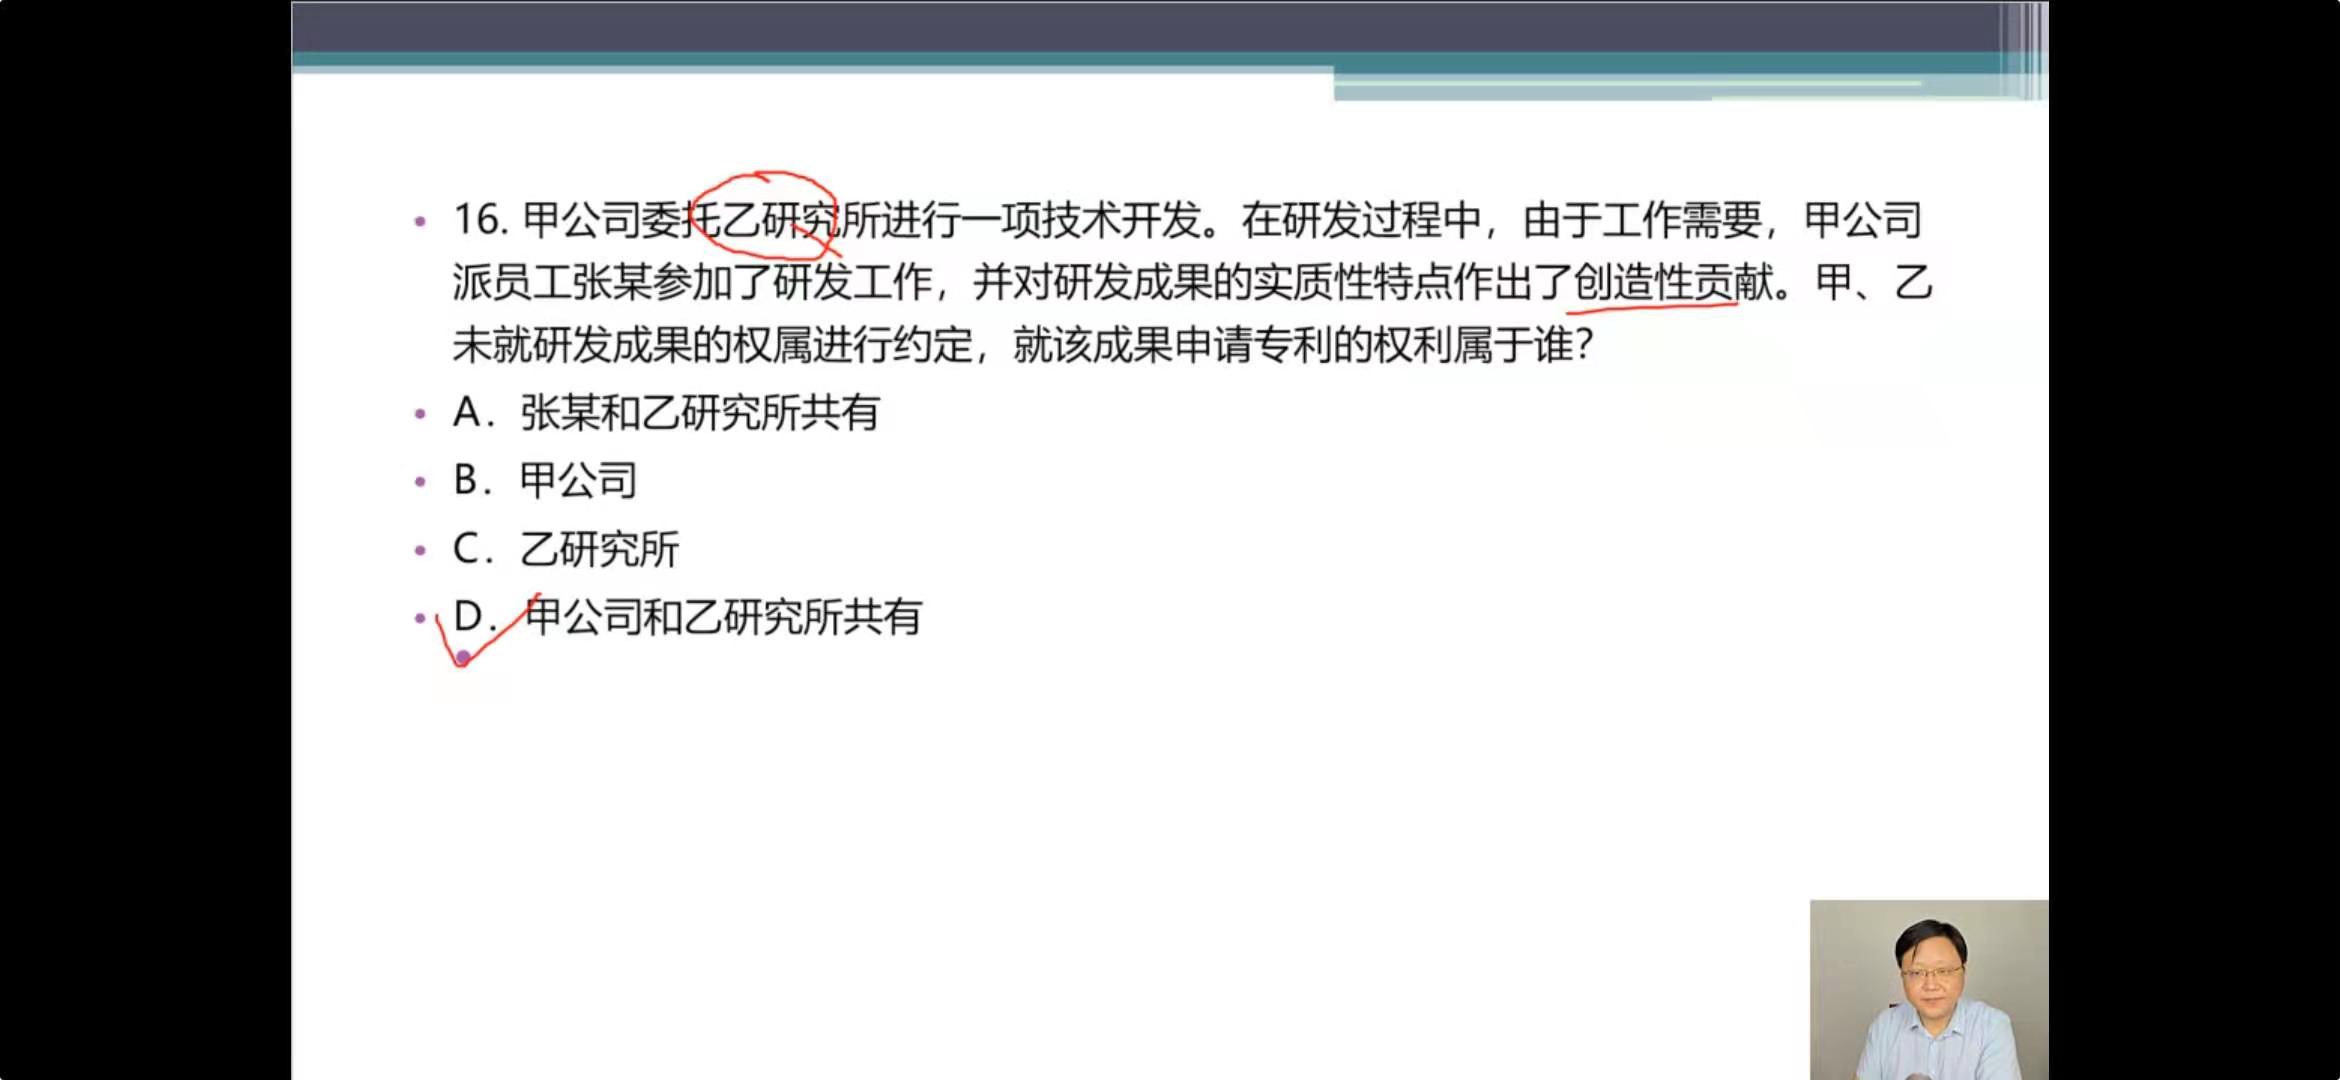 16. 甲公司委托乙研究所进行一项技术开发。在研发过程中，由于工作需要，甲公司
派员工张某参加了研发工作，并对研发成果的实质性特点作出了创造性贡献。甲、乙
未就研发成果的权属进行约定，就该成果申请专利的权利属于谁？
A．张某和乙研究所共有
B．甲公司
C．乙研究所
D．甲公司和乙研究所共有